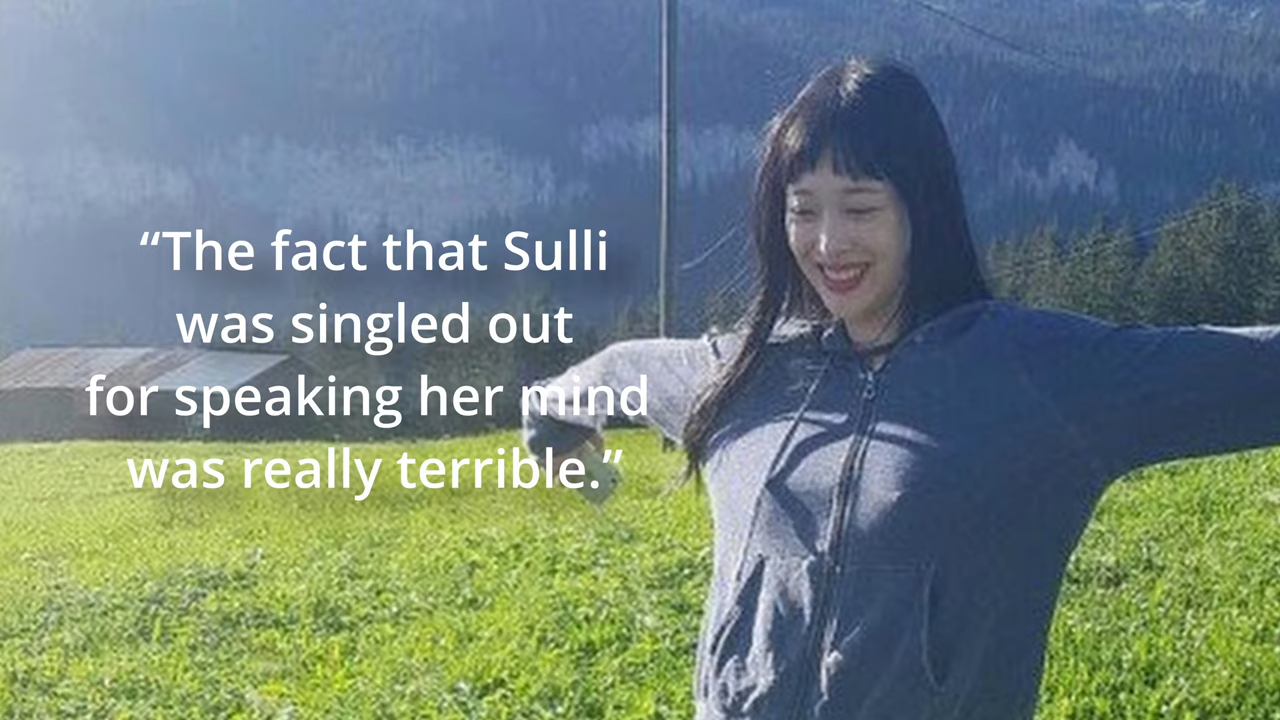 “The fact that Sulli
was singled out
for speaking her mind
was really terrible.”